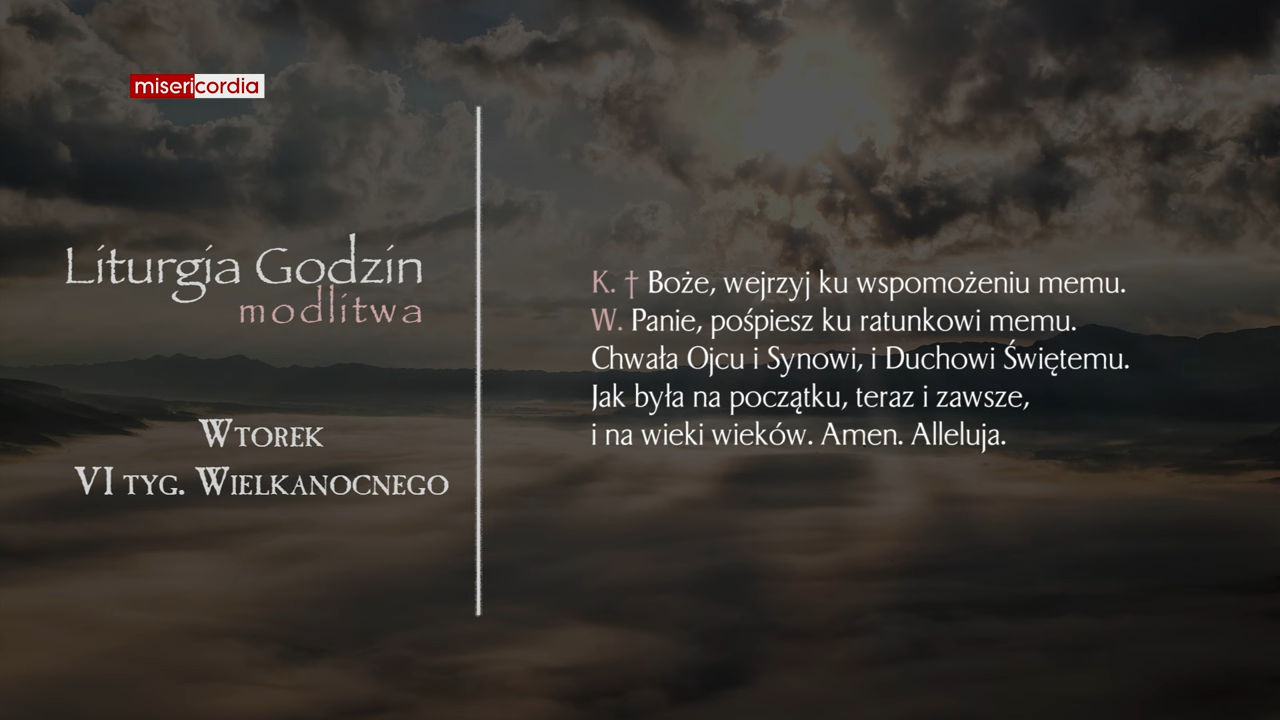 misericordia
Liturgia Godzin
modlitwa
Wtorek
VI tyg. Wielkanocnego
K. † Boże, wejrzyj ku wspomożeniu memu.
W. Panie, pośpiesz ku ratunkowi memu.
Chwała Ojcu i Synowi, i Duchowi Świętemu.
Jak była na początku, teraz i zawsze,
i na wieki wieków. Amen. Alleluja.